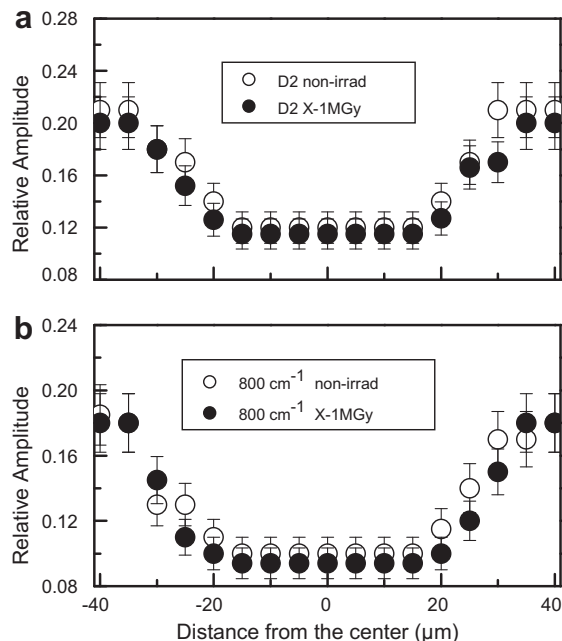 a
0.28
0.24
0.20
0.16
0.12
0.08
Relative Amplitude
D2 non-irrad
D2 X-1MGy
b
0.24
0.20
0.16
0.12
0.08
Relative Amplitude
800 cm⁻¹ non-irrad
800 cm⁻¹ X-1MGy
-40 -20 0 20 40
Distance from the center (µm)